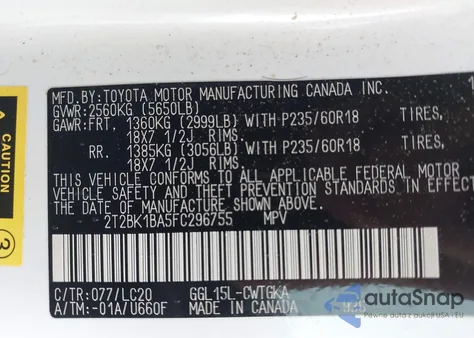 MFD.BY:TOYOTA MOTOR MANUFACTURING CANADA INC.
GVWR:2560KG (5650LB)
GAWR:FRT. 1360KG (2999LB)WITH P235/60R18 TIRES,
18X7 1/2J RIMS
RR. 1385KG (3056LB)WITH P235/60R18 TIRES,
18X7 1/2J RIMS.
THIS VEHICLE CONFORMS TO ALL APPLICABLE FEDERAL MOTOR
VEHICLE SAFETY AND THEFT PREVENTION STANDARDS IN EFFECT
ON THE DATE OF MANUFACTURE SHOWN ABOVE.
2T2BK1BA5FC296755 MPV
C/TR:077/LC20 GGL15L-CWTGKA
A/TM:-01A/U660F MADE IN CANADA
CAUTION
3
autoSnap